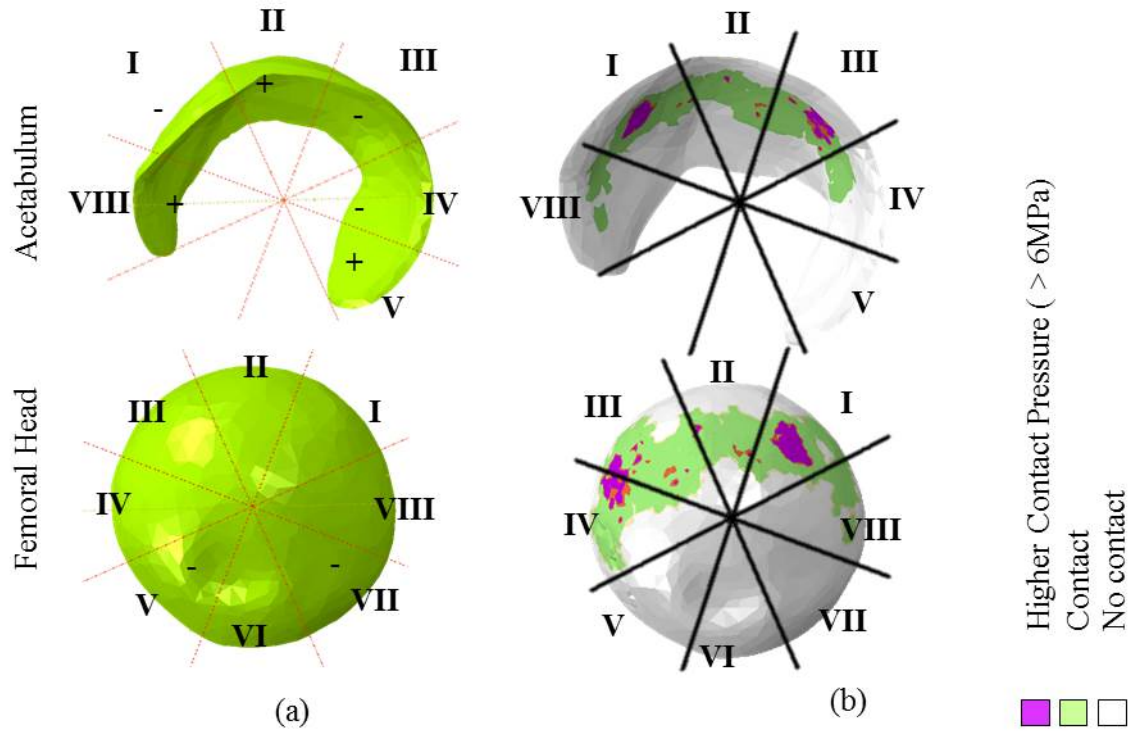 II
I
III
+
-
-
Acetabulum
VIII
+
-
IV
+
V
II
I
III
VIII
IV
V
Femoral Head
II
III
I
IV
VIII
-
-
V
VII
VI
(a)
II
III
I
IV
VIII
V
VII
VI
(b)
Higher Contact Pressure ( > 6MPa)
Contact
No contact